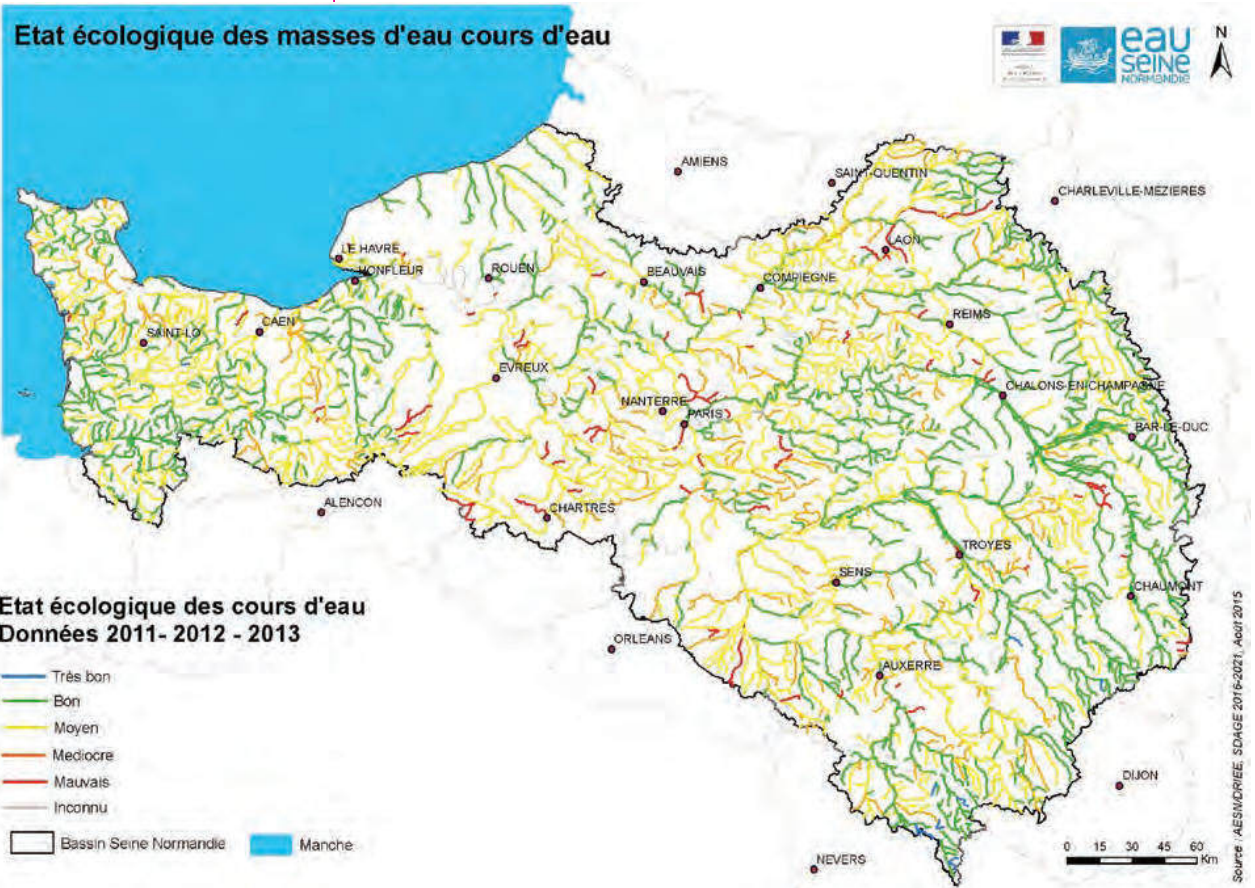 Etat écologique des masses d'eau cours d'eau
eau
SEINE
NORMANDIE
N
AMIENS
SAINT-QUENTIN
CHARLEVILLE-MEZIERES
LE HAVRE
HONFLEUR
ROUEN
BEAUVAIS
COMPIEGNE
LAON
REIMS
SAINT-LO
CAEN
EVREUX
NANTERRE
PARIS
CHALONS-EN-CHAMPAGNE
BAR-LE-DUC
ALENCON
CHARTRES
TROYES
SENS
CHAUMONT
ORLEANS
AUXERRE
DIJON
NEVERS
Etat écologique des cours d'eau
Données 2011- 2012 - 2013
Très bon
Bon
Moyen
Mediocre
Mauvais
Inconnu
Bassin Seine Normandie
Manche
0 15 30 45 60
Km
Source : AESN/DRIEE, SDAGE 2016-2021, Août 2015